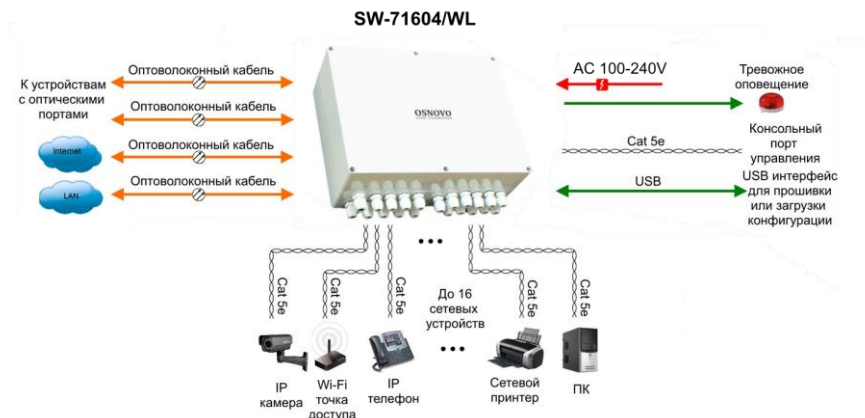 SW-71604/WL
К устройствам
с оптическими
портами
Оптоволоконный кабель
Оптоволоконный кабель
Internet
Оптоволоконный кабель
LAN
Оптоволоконный кабель
OSNOVO
AC 100-240V
Тревожное
оповещение
Cat 5e
Консольный
порт
управления
USB
USB интерфейс
для прошивки
или загрузки
конфигурации
Cat 5e
Cat 5e
Cat 5e
До 16
сетевых
устройств
Cat 5e
Cat 5e
IP
камера
Wi-Fi
точка
доступа
IP
телефон
Сетевой
принтер
ПК